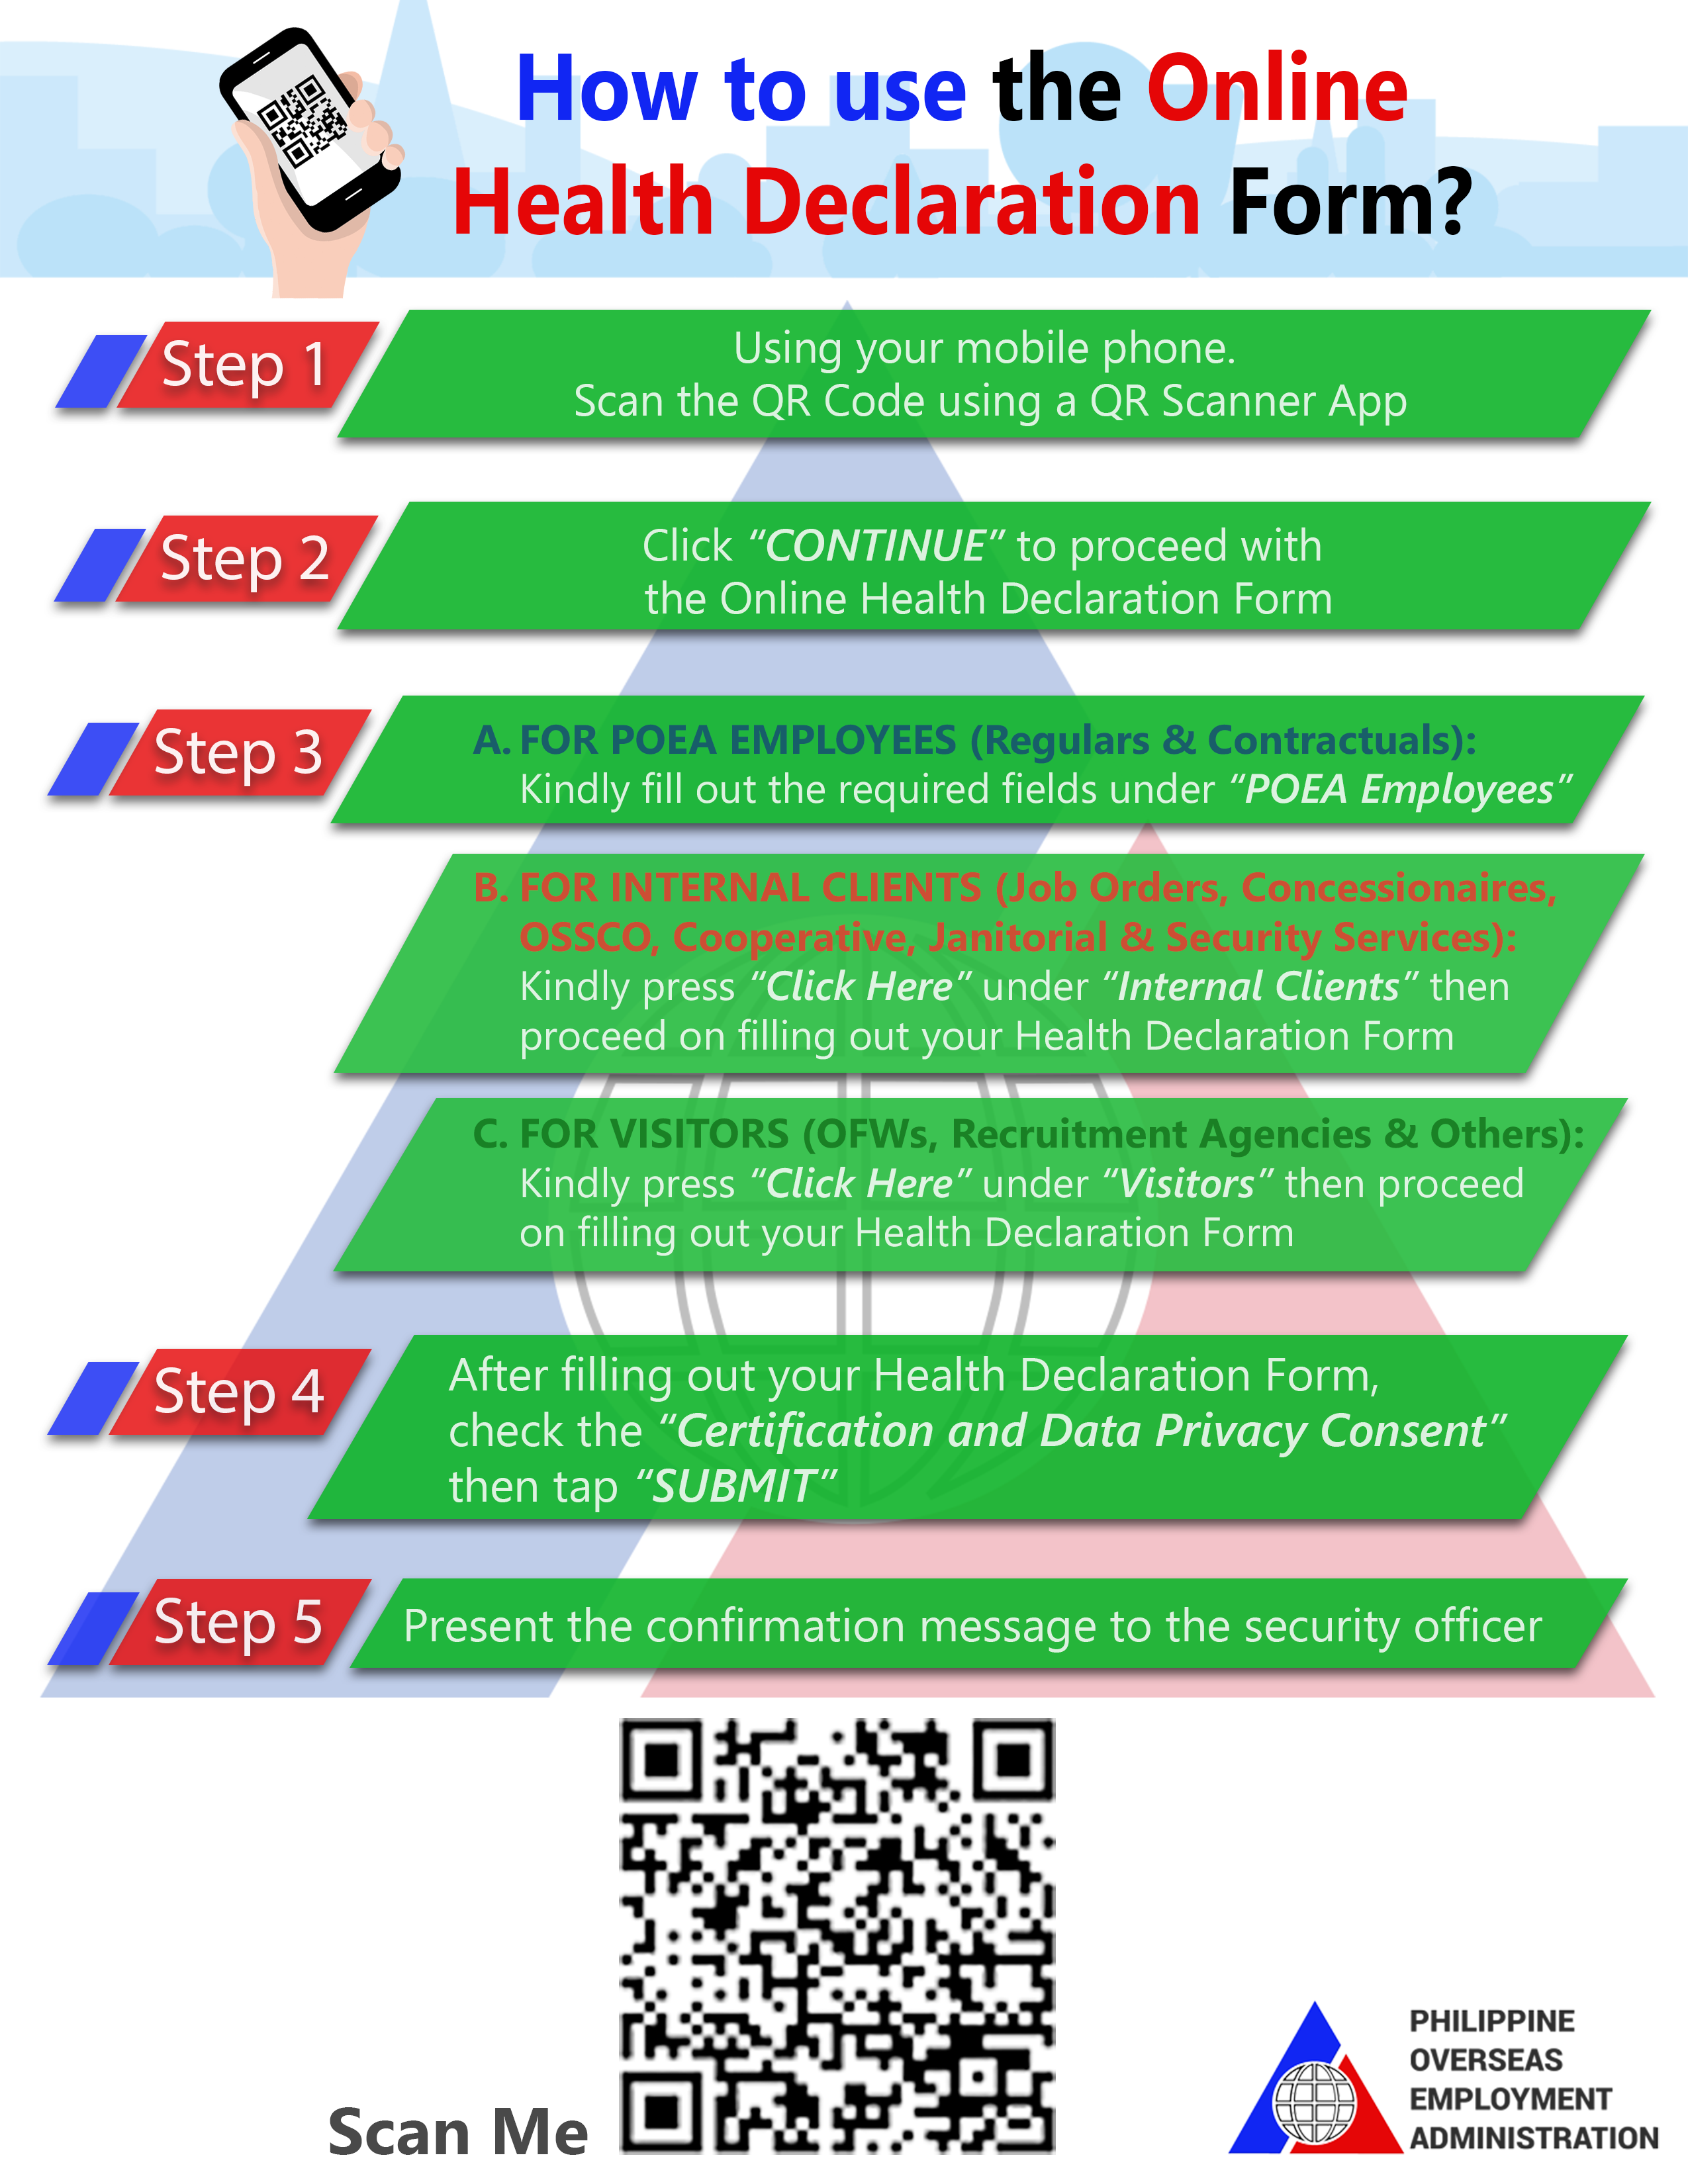 How to use the Online
Health Declaration Form?
Step 1
Using your mobile phone.
Scan the QR Code using a QR Scanner App
Step 2
Click “CONTINUE” to proceed with
the Online Health Declaration Form
Step 3
A. FOR POEA EMPLOYEES (Regulars & Contractuals):
Kindly fill out the required fields under “POEA Employees”
B. FOR INTERNAL CLIENTS (Job Orders, Concessionaires,
OSSCO, Cooperative, Janitorial & Security Services):
Kindly press “Click Here” under “Internal Clients” then
proceed on filling out your Health Declaration Form
C. FOR VISITORS (OFWs, Recruitment Agencies & Others):
Kindly press “Click Here” under “Visitors” then proceed
on filling out your Health Declaration Form
Step 4
After filling out your Health Declaration Form,
check the “Certification and Data Privacy Consent”
then tap “SUBMIT”
Step 5
Present the confirmation message to the security officer
Scan Me
PHILIPPINE
OVERSEAS
EMPLOYMENT
ADMINISTRATION